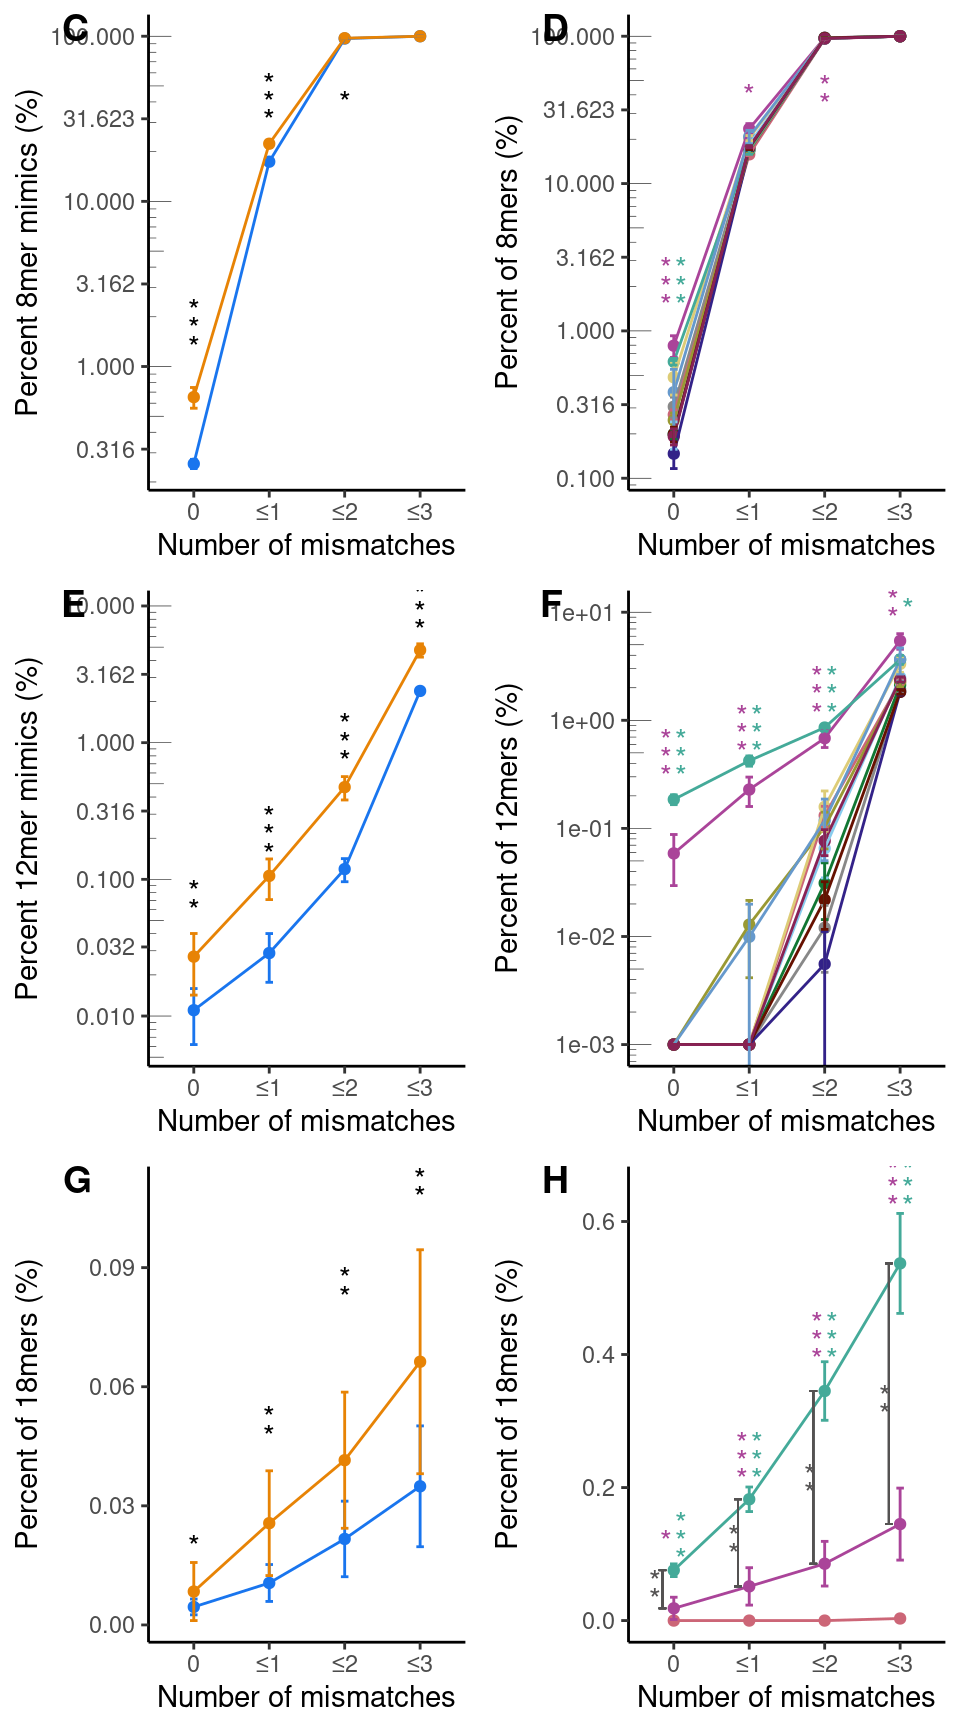 C
100.000
31.623
10.000
3.162
1.000
0.316
Percent 8mer mimics (%)
* * *
* * *
*
0
≤1
≤2
≤3
Number of mismatches
D
100.000
31.623
10.000
3.162
1.000
0.316
0.100
Percent of 8mers (%)
* * *
* * *
*
* *
0
≤1
≤2
≤3
Number of mismatches
E
10.000
3.162
1.000
0.316
0.100
0.032
0.010
Percent 12mer mimics (%)
* *
* * *
* * *
* * *
0
≤1
≤2
≤3
Number of mismatches
F
1e+01
1e+00
1e-01
1e-02
1e-03
Percent of 12mers (%)
* * *
* * *
* * *
* * *
* * *
* * *
* *
*
0
≤1
≤2
≤3
Number of mismatches
G
0.09
0.06
0.03
0.00
Percent of 18mers (%)
*
* *
* *
* *
0
≤1
≤2
≤3
Number of mismatches
H
0.6
0.4
0.2
0.0
Percent of 18mers (%)
*
* * *
* *
* * *
* * *
* *
* * *
* * *
* *
* * *
* * *
* *
0
≤1
≤2
≤3
Number of mismatches